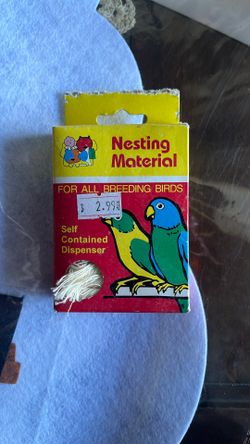 Nesting
Material
FOR ALL BREEDING BIRDS
$ 2.99
Self
Contained
Dispenser